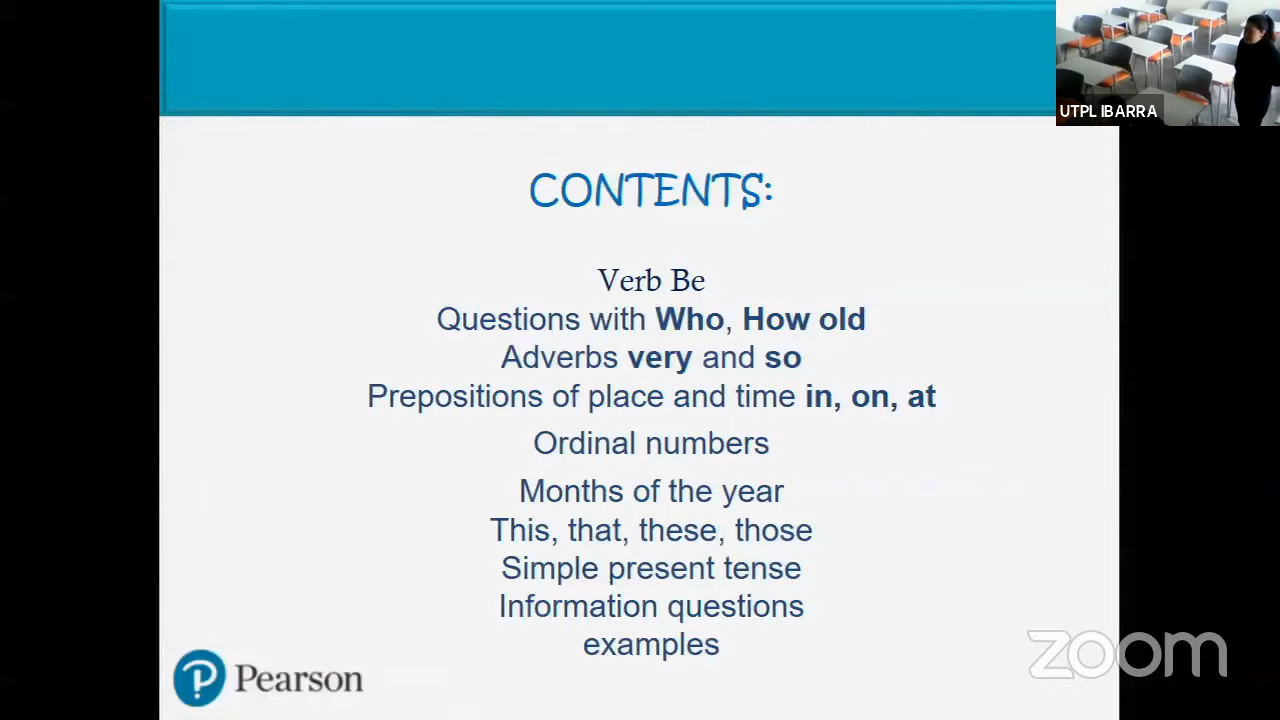 UTPL IBARRA
CONTENTS:
Verb Be
Questions with Who, How old
Adverbs very and so
Prepositions of place and time in, on, at
Ordinal numbers
Months of the year
This, that, these, those
Simple present tense
Information questions
examples
Pearson
zoom